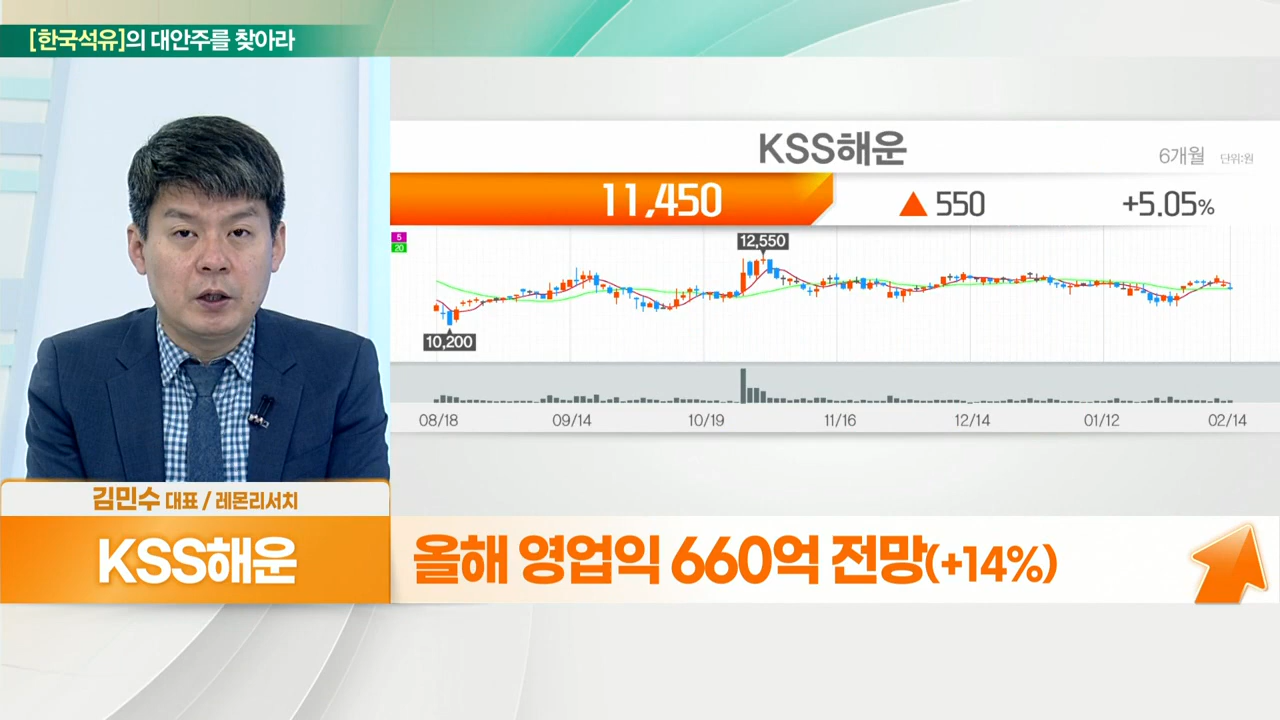 [한국석유]의 대안주를 찾아라
KSS해운
6개월 단위:원
11,450 ▲ 550 +5.05%
5
20
12,550
10,200
08/18 09/14 10/19 11/16 12/14 01/12 02/14
김민수 대표 / 레몬리서치
KSS해운
올해 영업익 660억 전망(+14%)